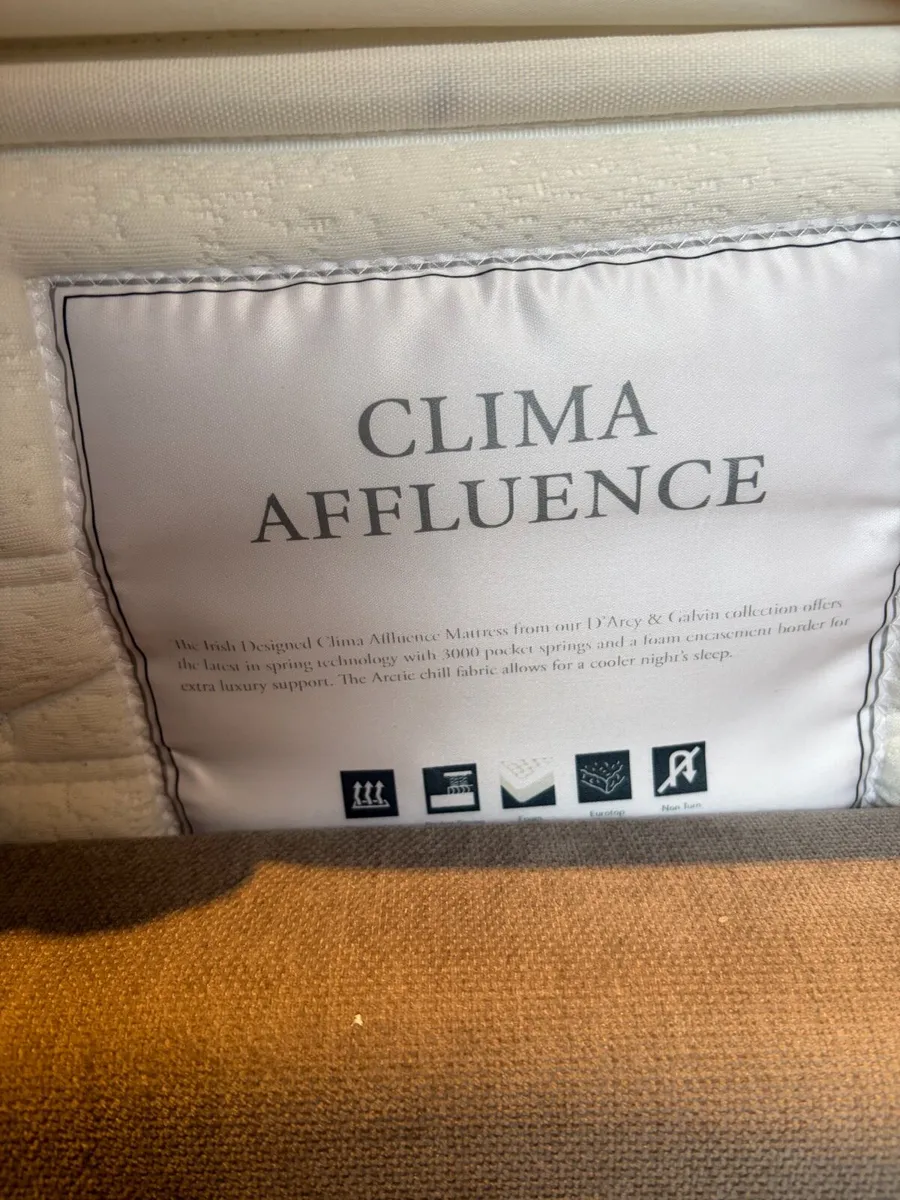 CLIMA
AFFLUENCE
The Irish Designed Clima Affluence Mattress from our D'Arcy & Galvin collection offers
the latest in spring technology with 3000 pocket springs and a foam encasement border for
extra luxury support. The Arctic chill fabric allows for a cooler night's sleep.
Eurotop
Non Turn